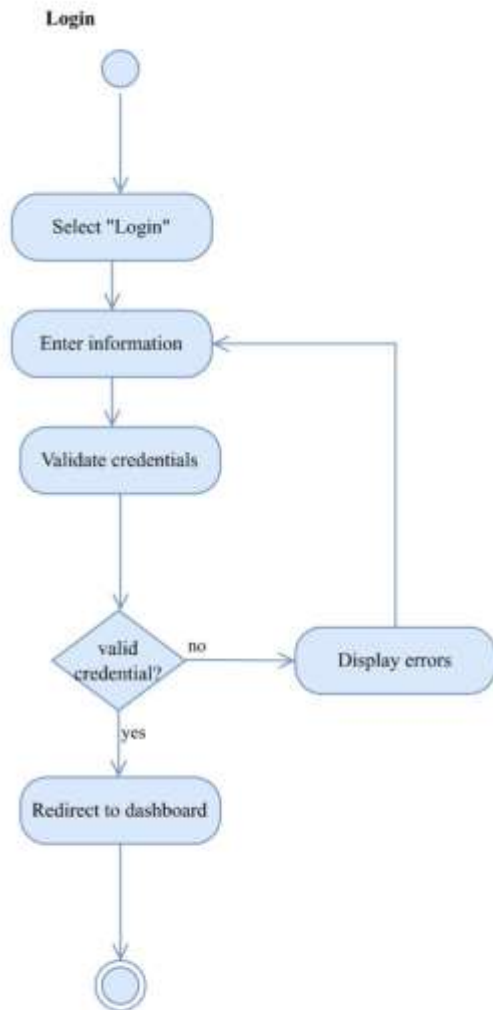 Login
Select "Login"
Enter information
Validate credentials
valid
credential?
no
Display errors
yes
Redirect to dashboard